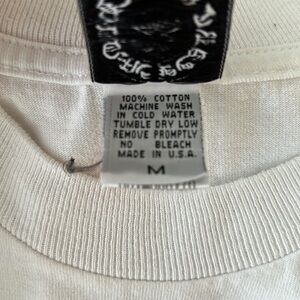 100% COTTON
MACHINE WASH
IN COLD WATER
TUMBLE DRY LOW
REMOVE PROMPTLY
NO BLEACH
MADE IN U.S.A.
M